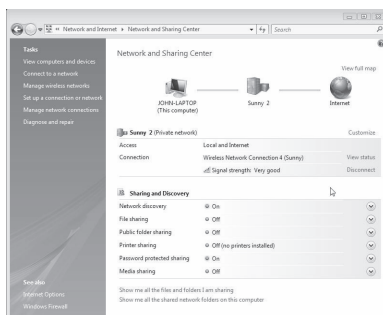 Network and Internet ▸ Network and Sharing Center
Search
Tasks
View computers and devices
Connect to a network
Manage wireless networks
Set up a connection or network
Manage network connections
Diagnose and repair
See also
Internet Options
Windows Firewall
Network and Sharing Center
View full map
JOHN-LAPTOP
(This computer)
Sunny 2
Internet
Sunny 2 (Private network)
Customize
Access Local and Internet
Connection Wireless Network Connection 4 (Sunny) View status
Signal strength: Very good Disconnect
Sharing and Discovery
Network discovery On
File sharing Off
Public folder sharing Off
Printer sharing Off (no printers installed)
Password protected sharing On
Media sharing Off
Show me all the files and folders I am sharing
Show me all the shared network folders on this computer